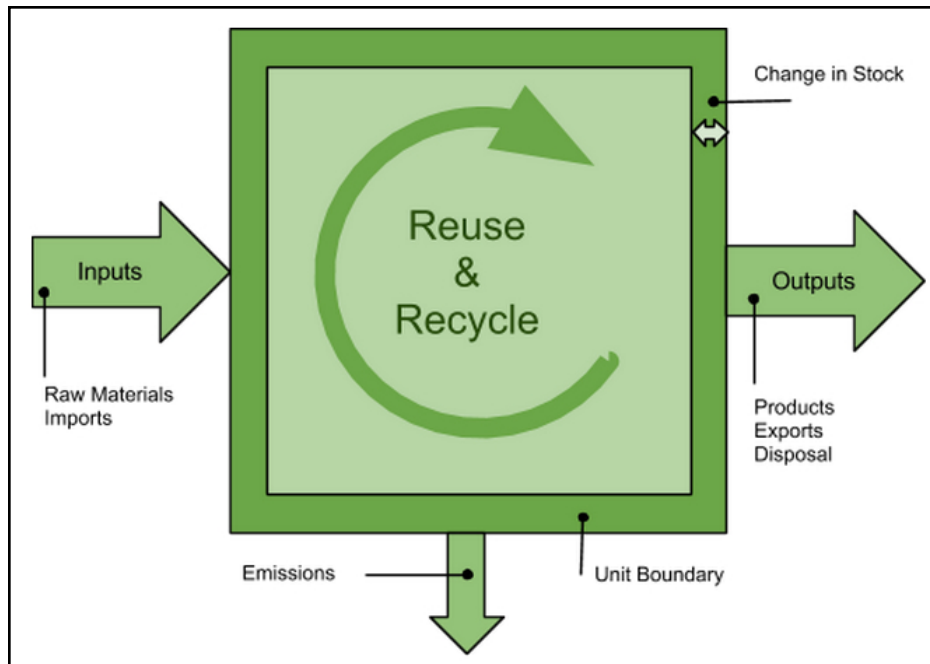 Change in Stock
Reuse
&
Recycle
Inputs
Outputs
Raw Materials
Imports
Products
Exports
Disposal
Emissions
Unit Boundary